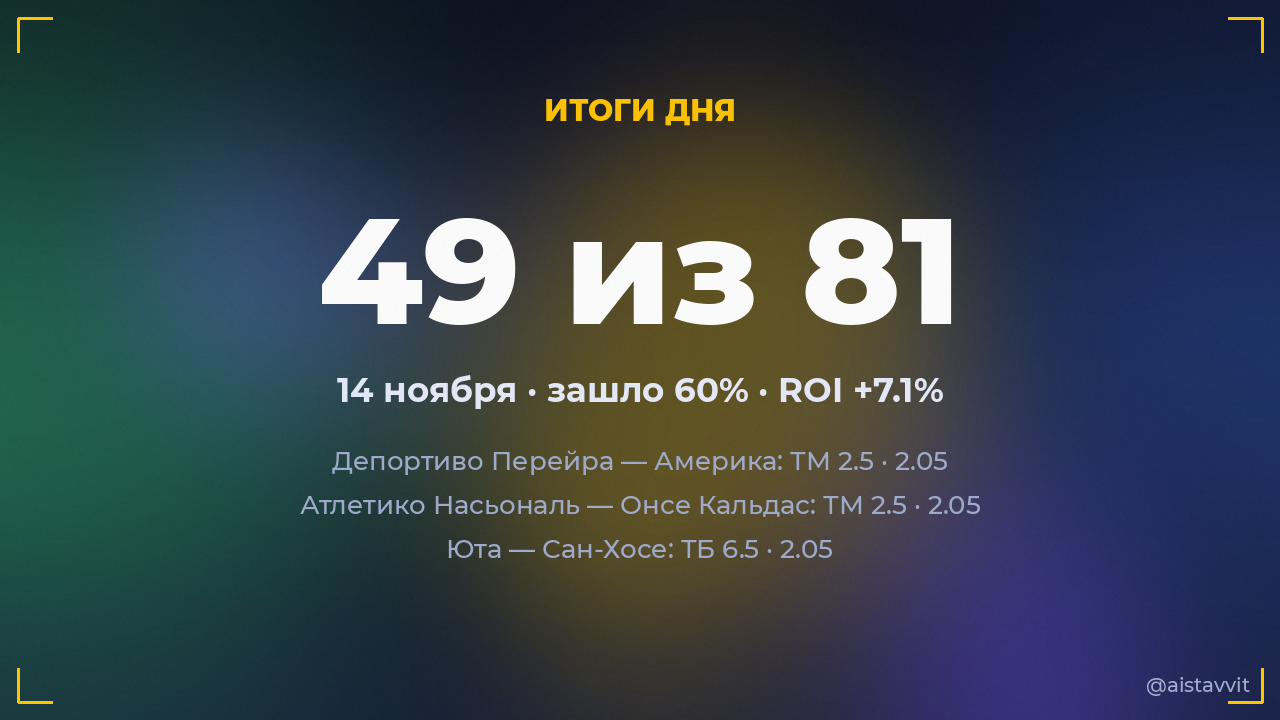 ИТОГИ ДНЯ
49 из 81
14 ноября · зашло 60% · ROI +7.1%
Депортиво Перейра — Америка: ТМ 2.5 · 2.05
Атлетико Насьональ — Онсе Кальдас: ТМ 2.5 · 2.05
Юта — Сан-Хосе: ТБ 6.5 · 2.05
@aistavvit